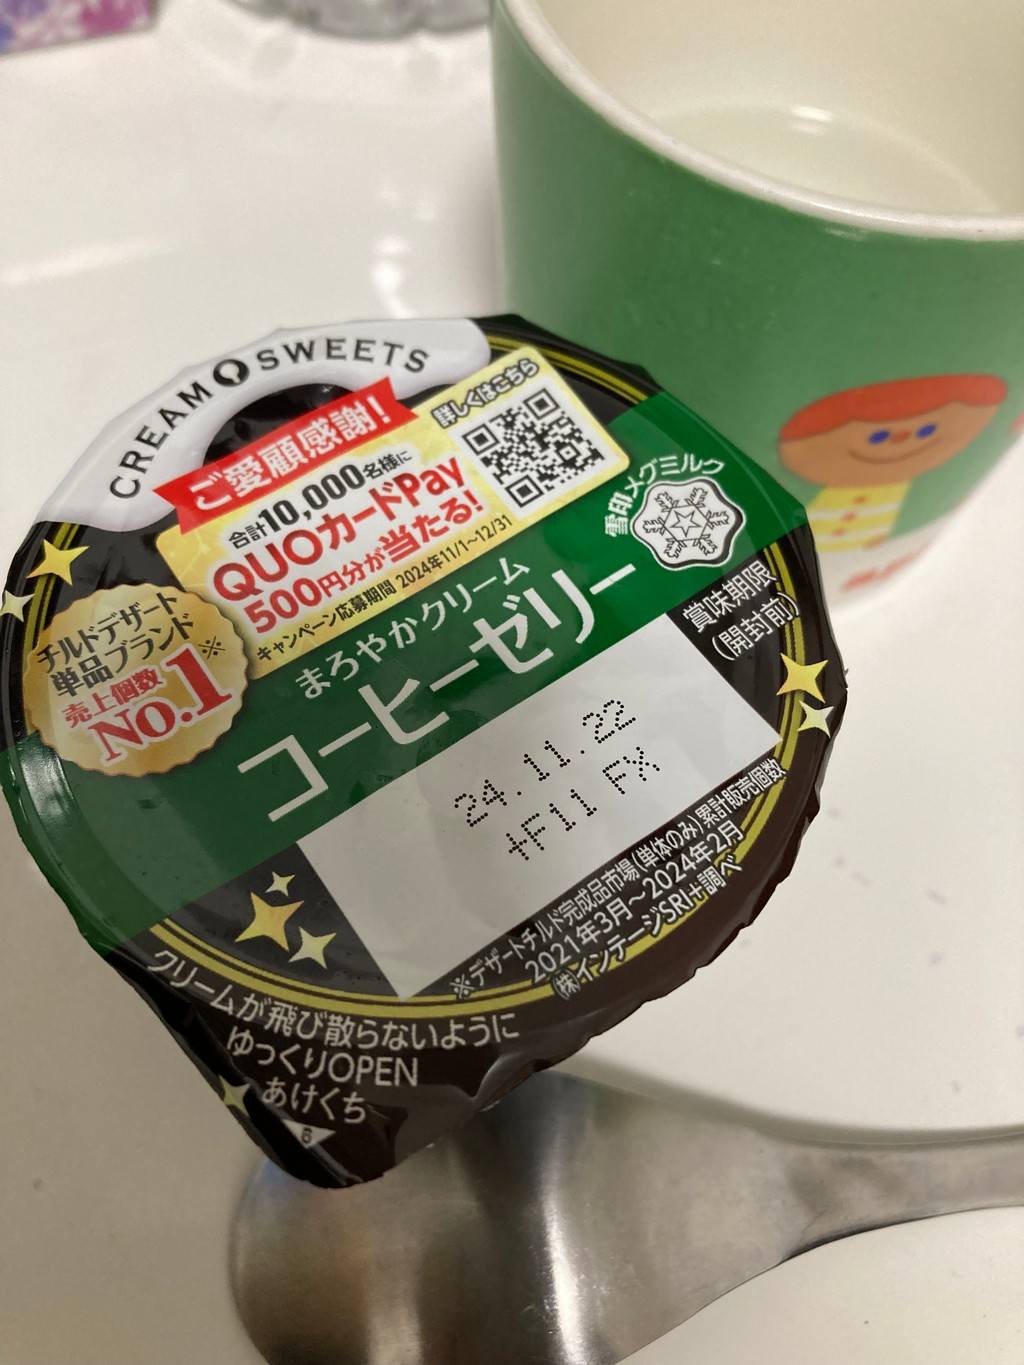 CREAM SWEETS
ご愛顧感謝!
詳しくはこちら
合計10,000名様に
QUOカードPay
500円分が当たる!
キャンペーン応募期間 2024年11/1~12/31
雪印メグミルク
チルドデザート
単品ブランド※
売上個数
No.1
まろやかクリーム
コーヒーゼリー
賞味期限
(開封前)
24.11.22
†F11 FX
※デザートチルド完成品市場(単体のみ)累計販売個数
2021年3月~2024年2月
(株)インテージSRI+調べ
クリームが飛び散らないように
ゆっくりOPEN
あけくち
6